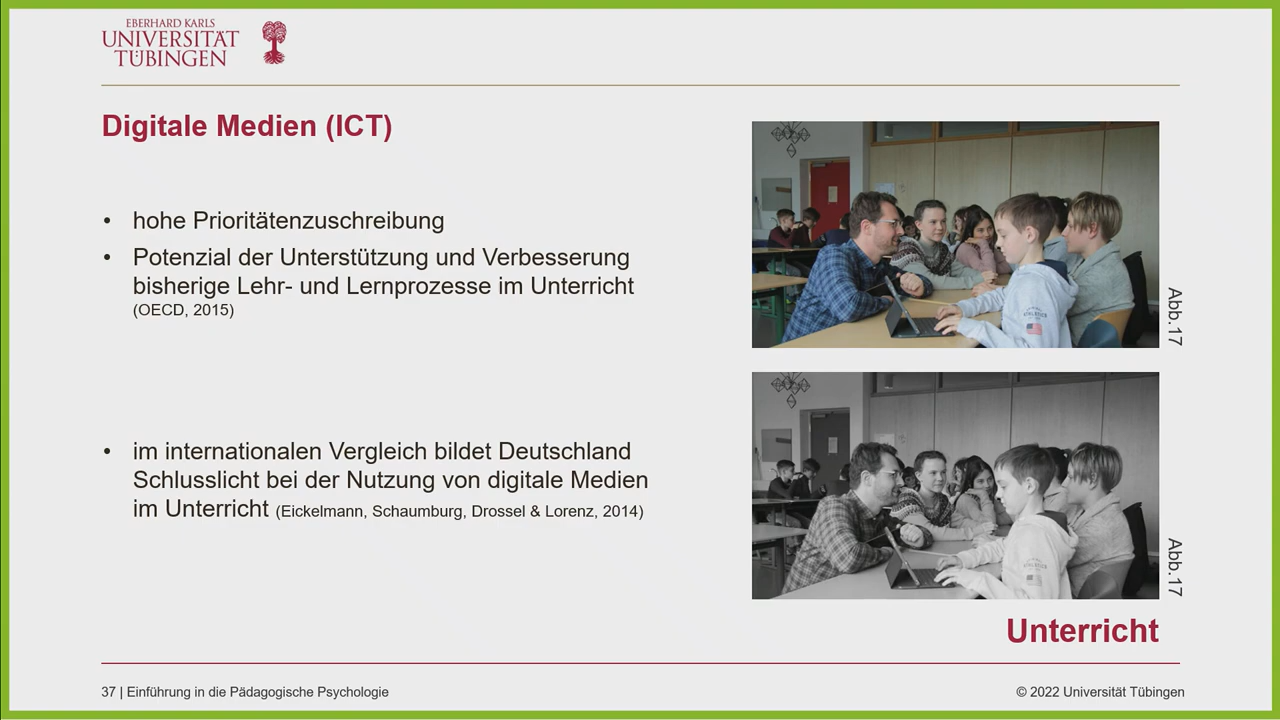 EBERHARD KARLS
UNIVERSITÄT
TÜBINGEN
Digitale Medien (ICT)
• hohe Prioritätenzuschreibung
• Potenzial der Unterstützung und Verbesserung
bisherige Lehr- und Lernprozesse im Unterricht
(OECD, 2015)
• im internationalen Vergleich bildet Deutschland
Schlusslicht bei der Nutzung von digitale Medien
im Unterricht (Eickelmann, Schaumburg, Drossel & Lorenz, 2014)
Abb.17
Abb.17
Unterricht
37 | Einführung in die Pädagogische Psychologie
© 2022 Universität Tübingen